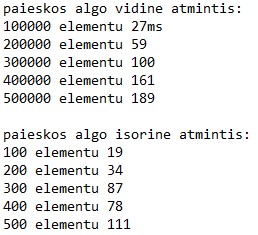 paieskos algo vidine atmintis:
100000 elementu 27ms
200000 elementu 59
300000 elementu 100
400000 elementu 161
500000 elementu 189

paieskos algo isorine atmintis:
100 elementu 19
200 elementu 34
300 elementu 87
400 elementu 78
500 elementu 111